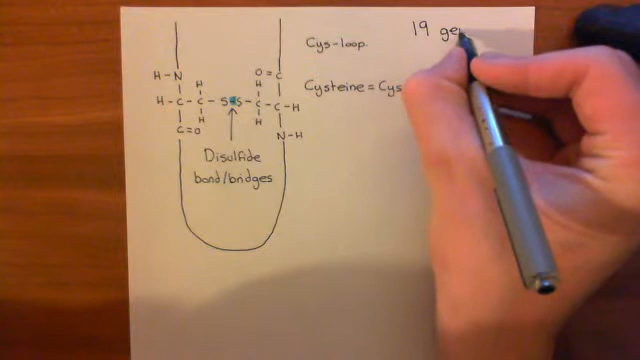 19 ge
Cys-loop.
Cysteine = Cys
H-N
H
H-C-C-S-S-C-C-H
H
C=O
O=C
H
H
N-H
Disulfide
bond/bridges